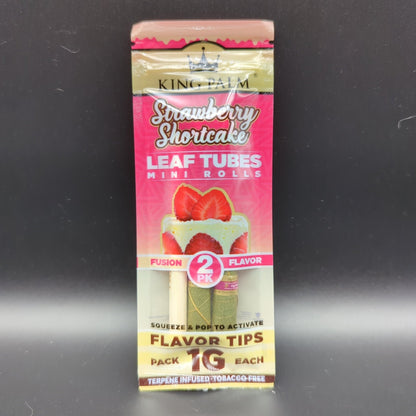 KING PALM
Strawberry
Shortcake
LEAF TUBES
MINI ROLLS
FUSION 2 PK FLAVOR
SQUEEZE & POP TO ACTIVATE
FLAVOR TIPS
PACK 1G EACH
TERPENE INFUSED·TOBACCO FREE